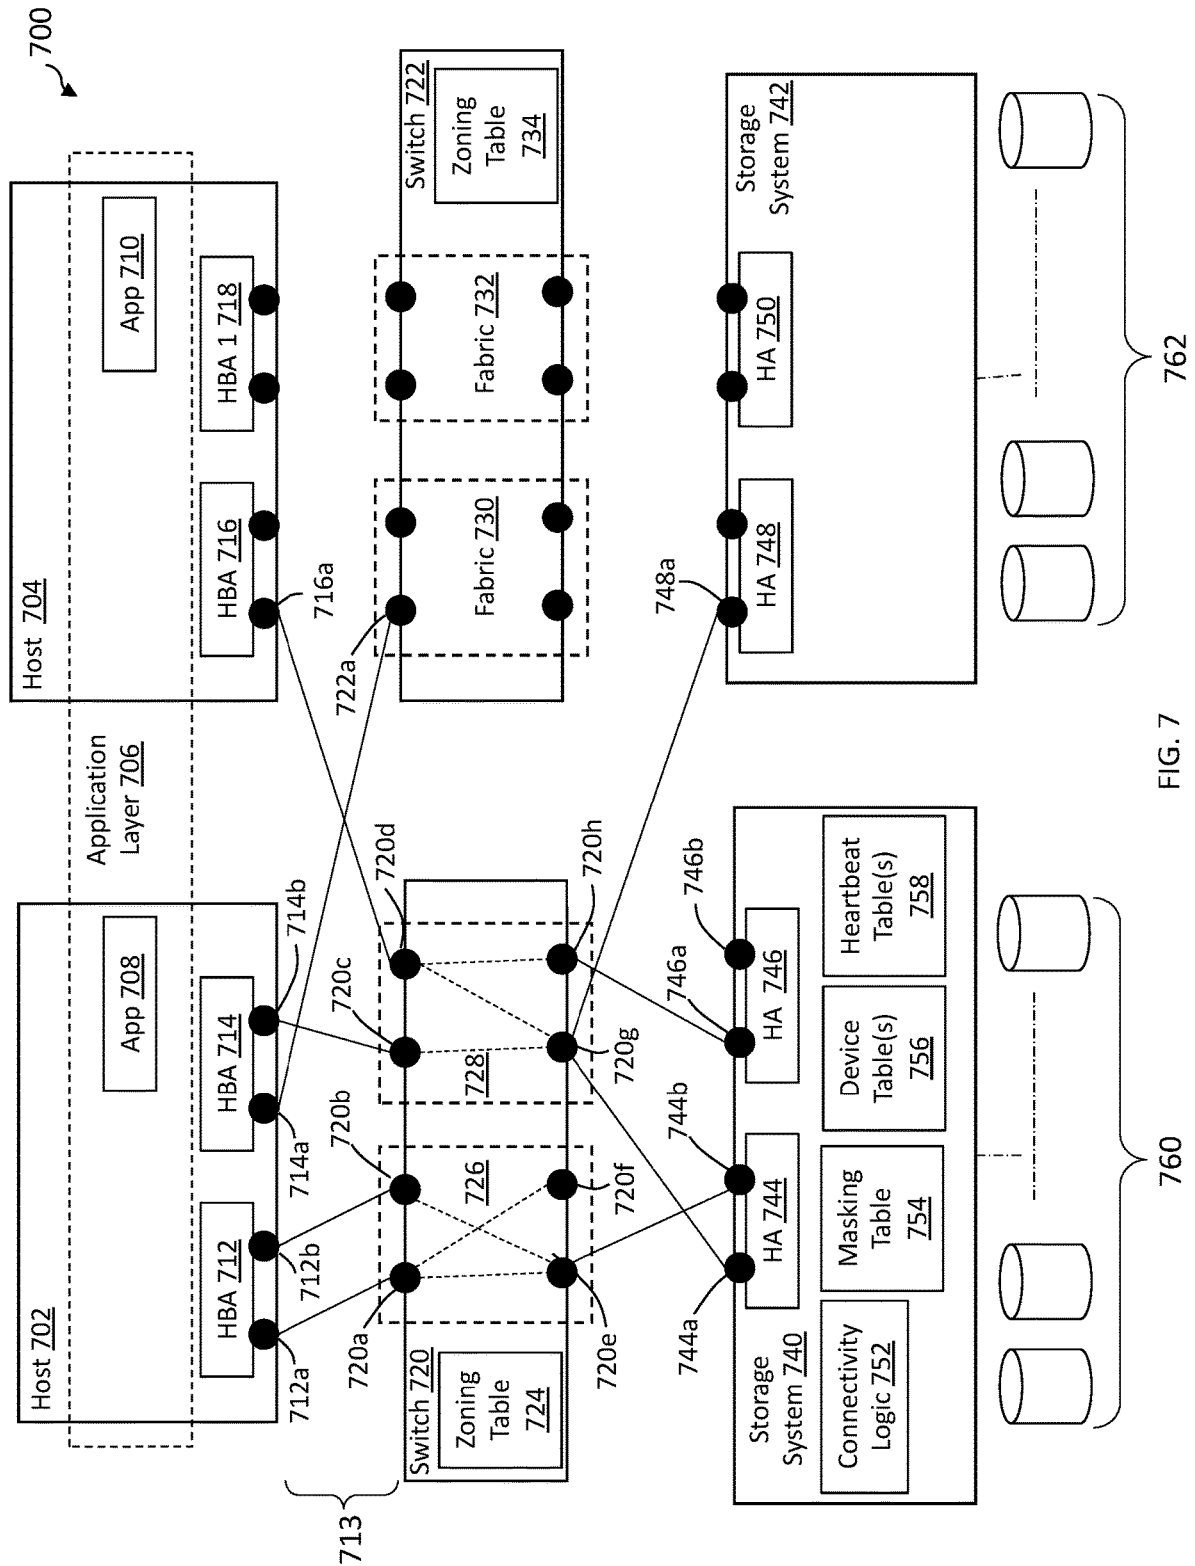 700
Host 702
Host 704
Application
Layer 706
App 708
App 710
HBA 712
HBA 714
HBA 716
HBA 1 718
712a
712b
714a
714b
716a
713
720a
720b
720c
720d
722a
Switch 720
Zoning
Table
724
726
728
Fabric 730
Fabric 732
Switch 722
Zoning
Table
734
720e
720f
720g
720h
744a
744b
746a
746b
748a
Storage
System 740
HA 744
HA 746
Connectivity
Logic 752
Masking
Table
754
Device
Table(s)
756
Heartbeat
Table(s)
758
HA 748
HA 750
Storage
System 742
760
762
FIG. 7